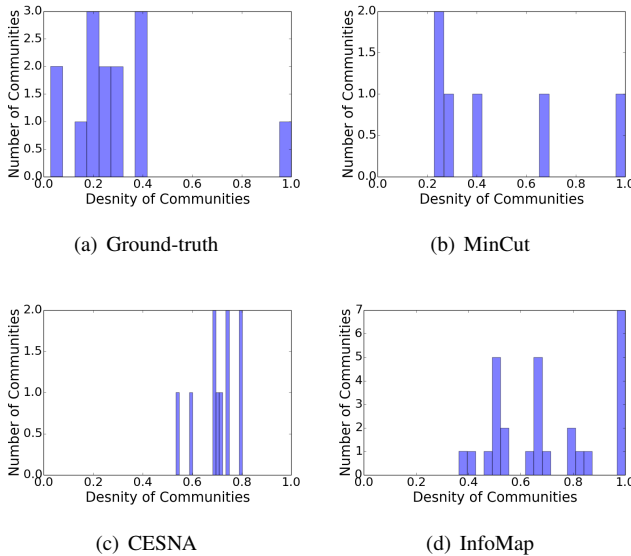 3.0
2.5
2.0
1.5
1.0
0.5
0.0
Number of Communities
0.0 0.2 0.4 0.6 0.8 1.0
Desnity of Communities
(a) Ground-truth
2.0
1.5
1.0
0.5
0.0
Number of Communities
0.0 0.2 0.4 0.6 0.8 1.0
Desnity of Communities
(b) MinCut
2.0
1.5
1.0
0.5
0.0
Number of Communities
0.0 0.2 0.4 0.6 0.8 1.0
Desnity of Communities
(c) CESNA
7
6
5
4
3
2
1
0
Number of Communities
0.0 0.2 0.4 0.6 0.8 1.0
Desnity of Communities
(d) InfoMap